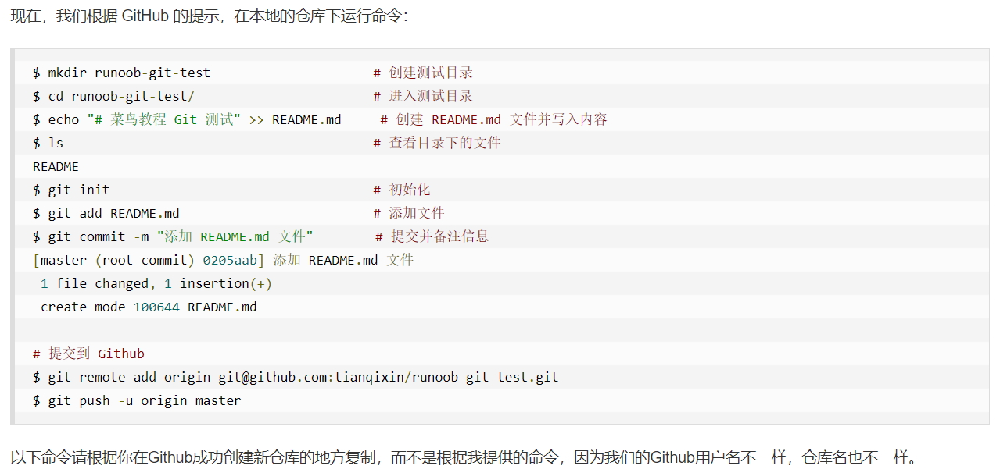 现在，我们根据 GitHub 的提示，在本地的仓库下运行命令：
$ mkdir runoob-git-test # 创建测试目录
$ cd runoob-git-test/ # 进入测试目录
$ echo "# 菜鸟教程 Git 测试" >> README.md # 创建 README.md 文件并写入内容
$ ls # 查看目录下的文件
README
$ git init # 初始化
$ git add README.md # 添加文件
$ git commit -m "添加 README.md 文件" # 提交并备注信息
[master (root-commit) 0205aab] 添加 README.md 文件
1 file changed, 1 insertion(+)
create mode 100644 README.md
# 提交到 Github
$ git remote add origin git@github.com:tianqixin/runoob-git-test.git
$ git push -u origin master
以下命令请根据你在Github成功创建新仓库的地方复制，而不是根据我提供的命令，因为我们的Github用户名不一样，仓库名也不一样。